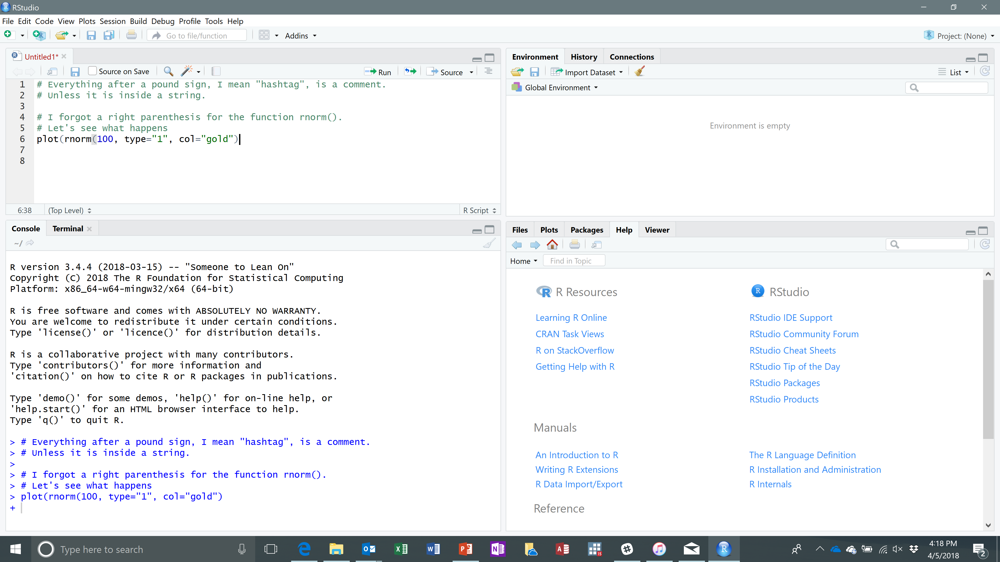 RStudio
File Edit Code View Plots Session Build Debug Profile Tools Help
Go to file/function
Addins
Project: (None)
Untitled1*
Source on Save
Run
Source
1 # Everything after a pound sign, I mean "hashtag", is a comment.
2 # Unless it is inside a string.
3
4 # I forgot a right parenthesis for the function rnorm().
5 # Let's see what happens
6 plot(rnorm(100, type="1", col="gold")
7
8
6:38 (Top Level) R Script
Console Terminal
~/
R version 3.4.4 (2018-03-15) -- "Someone to Lean On"
Copyright (C) 2018 The R Foundation for Statistical Computing
Platform: x86_64-w64-mingw32/x64 (64-bit)
R is free software and comes with ABSOLUTELY NO WARRANTY.
You are welcome to redistribute it under certain conditions.
Type 'license()' or 'licence()' for distribution details.
R is a collaborative project with many contributors.
Type 'contributors()' for more information and
'citation()' on how to cite R or R packages in publications.
Type 'demo()' for some demos, 'help()' for on-line help, or
'help.start()' for an HTML browser interface to help.
Type 'q()' to quit R.
> # Everything after a pound sign, I mean "hashtag", is a comment.
> # Unless it is inside a string.
>
> # I forgot a right parenthesis for the function rnorm().
> # Let's see what happens
> plot(rnorm(100, type="1", col="gold")
+
Environment History Connections
Import Dataset
List
Global Environment
Environment is empty
Files Plots Packages Help Viewer
Home Find in Topic
R Resources
Learning R Online
CRAN Task Views
R on StackOverflow
Getting Help with R
RStudio
RStudio IDE Support
RStudio Community Forum
RStudio Cheat Sheets
RStudio Tip of the Day
RStudio Packages
RStudio Products
Manuals
An Introduction to R
Writing R Extensions
R Data Import/Export
The R Language Definition
R Installation and Administration
R Internals
Reference
Type here to search
15
4:18 PM
4/5/2018
2